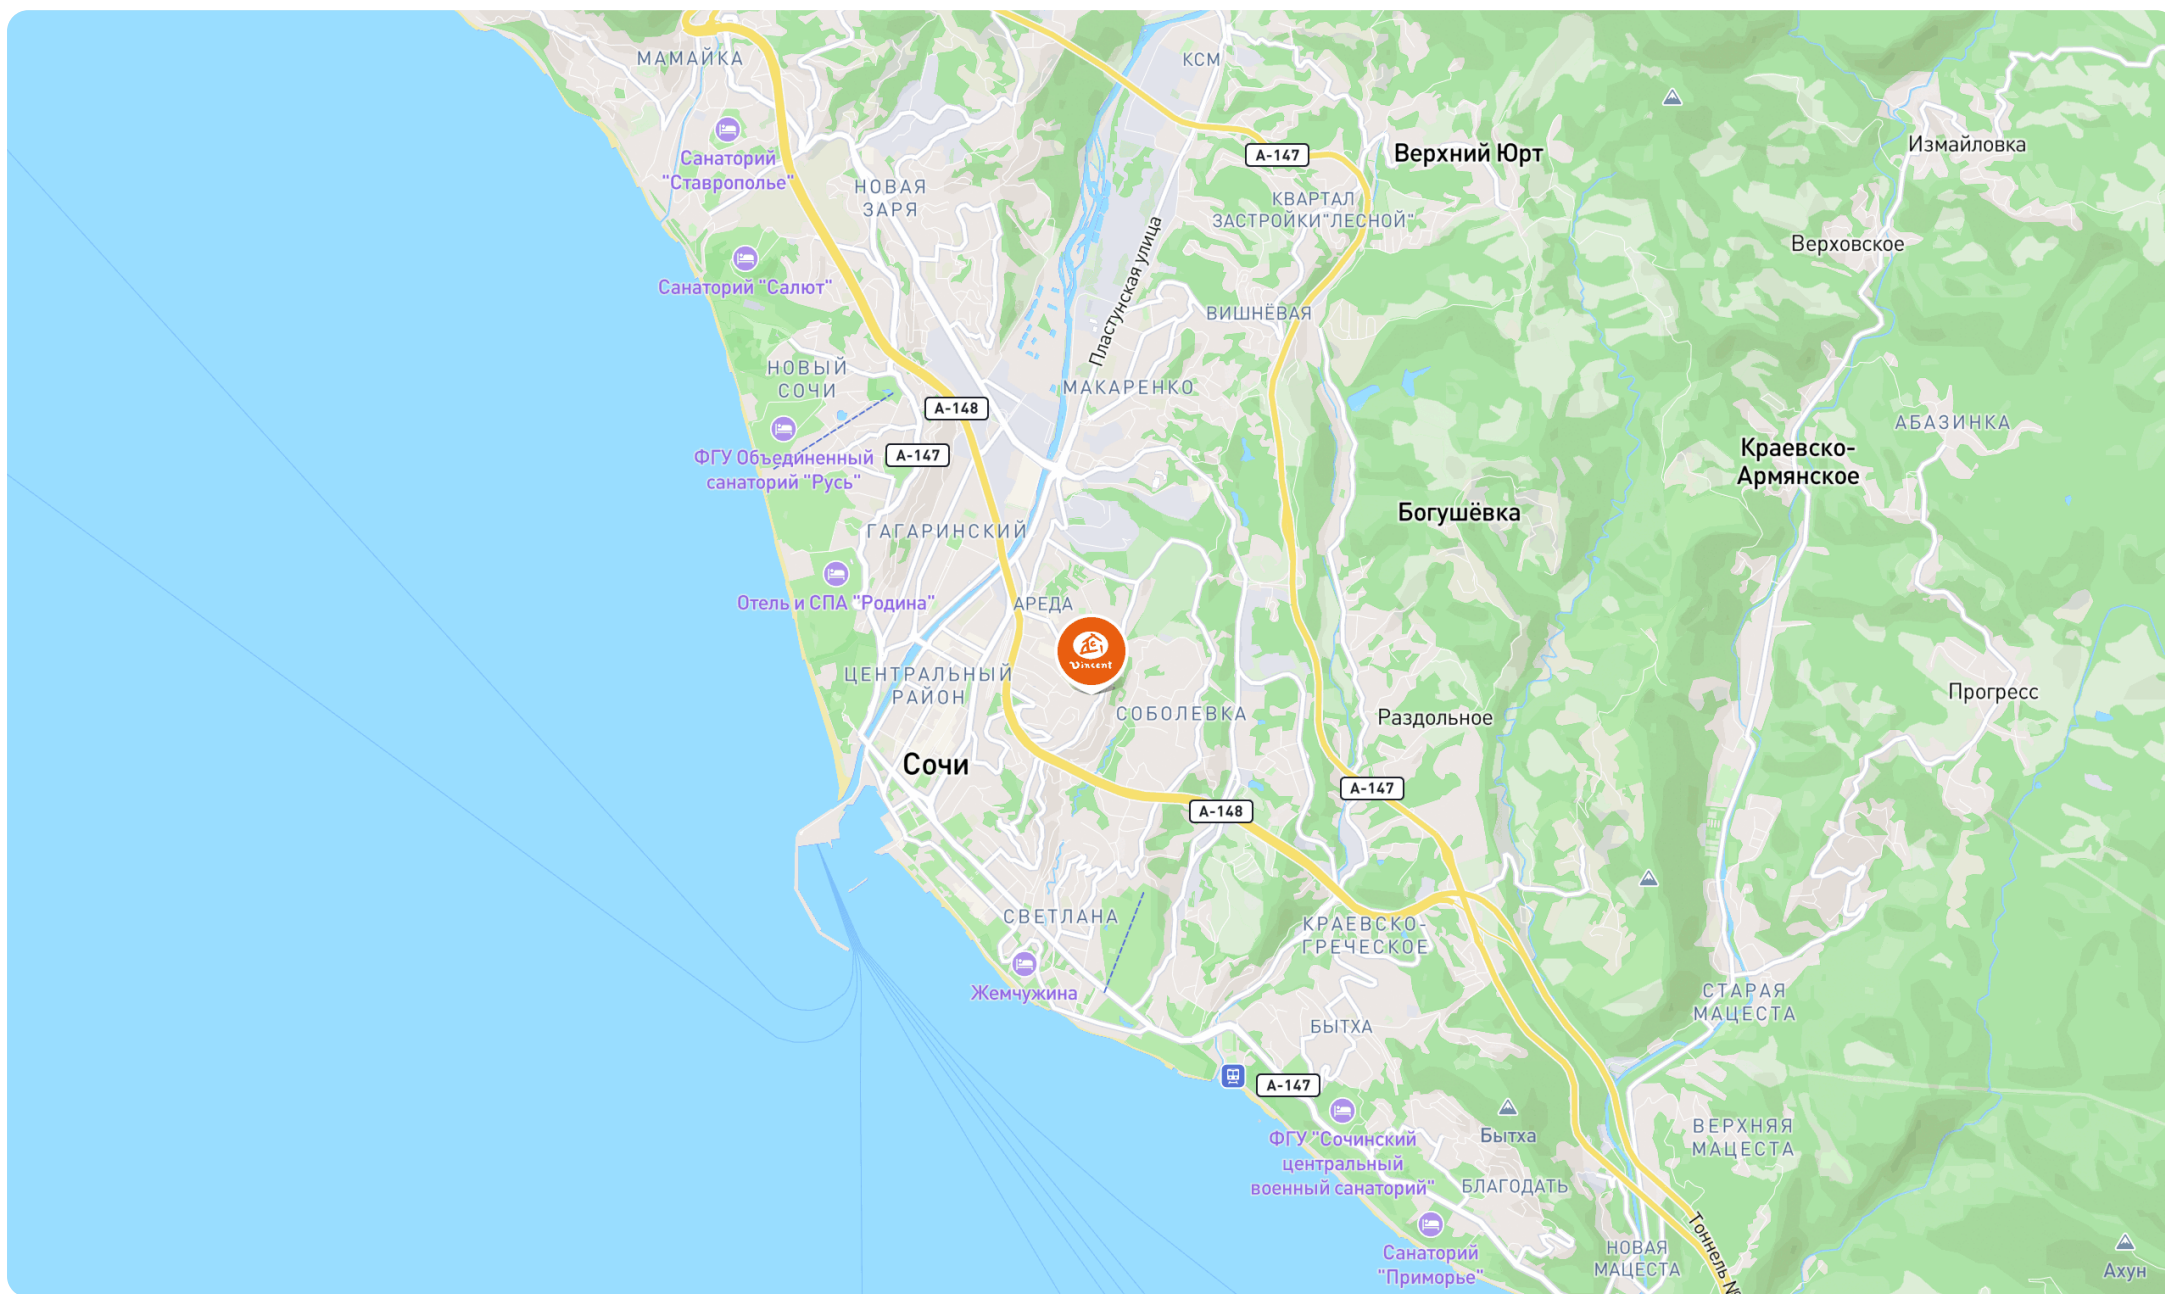 МАМАЙКА
КСМ
Санаторий
"Ставрополье"
А-147
Верхний Юрт
Измайловка
НОВАЯ
ЗАРЯ
КВАРТАЛ
ЗАСТРОЙКИ"ЛЕСНОЙ"
Верховское
Санаторий "Салют"
Пластунская улица
ВИШНЁВАЯ
НОВЫЙ
СОЧИ
МАКАРЕНКО
А-148
А-147
АБАЗИНКА
ФГУ Объединенный
санаторий "Русь"
Краевско-
Армянское
Богушёвка
ГАГАРИНСКИЙ
Отель и СПА "Родина"
АРЕДА
Vincent
ЦЕНТРАЛЬНЫЙ
РАЙОН
СОБОЛЕВКА
Раздольное
Прогресс
Сочи
А-147
А-148
СВЕТЛАНА
КРАЕВСКО-
ГРЕЧЕСКОЕ
Жемчужина
СТАРАЯ
МАЦЕСТА
БЫТХА
А-147
ФГУ "Сочинский
центральный
военный санаторий"
Бытха
ВЕРХНЯЯ
МАЦЕСТА
БЛАГОДАТЬ
Санаторий
"Приморье"
НОВАЯ
МАЦЕСТА
Тоннель №
Ахун